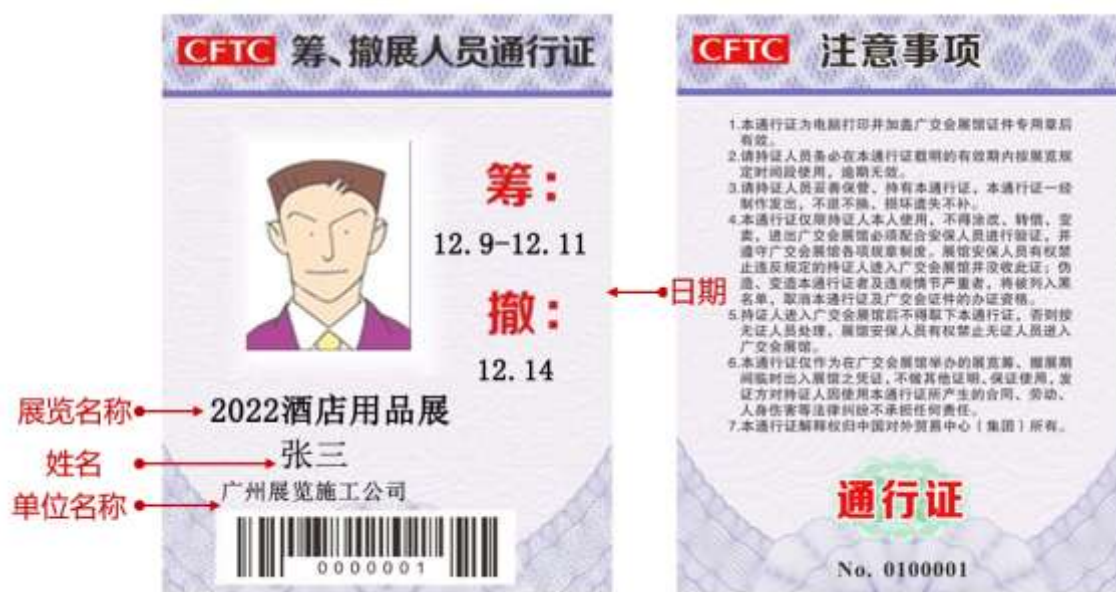 CFTC 筹、撤展人员通行证
筹：
12.9-12.11
撤：
12.14
日期
展览名称
2022酒店用品展
姓名
张三
单位名称
广州展览施工公司
0000001
CFTC 注意事项
1.本通行证为电脑打印并加盖广交会展馆证件专用章后
有效。
2.请持证人员务必在本通行证载明的有效期内按展览规
定时间段使用，逾期无效。
3.请持证人员妥善保管、持有本通行证，本通行证一经
制作发出，不退不换、损坏遗失不补。
4.本通行证仅限持证人本人使用，不得涂改、转借、变
卖，进出广交会展馆必须配合安保人员进行验证，并
遵守广交会展馆各项规章制度。展馆安保人员有权禁
止违反规定的持证人进入广交会展馆并没收此证；伪
造、变造本通行证者及违规情节严重者，将被列入黑
名单，取消本通行证及广交会证件的办证资格。
5.持证人进入广交会展馆后不得取下本通行证，否则按
无证人员处理，展馆安保人员有权禁止无证人员进入
广交会展馆。
6.本通行证仅作为在广交会展馆举办的展览筹、撤展期
间临时出入展馆之凭证，不做其他证明、保证使用，发
证方对持证人因使用本通行证所产生的合同、劳动、
人身伤害等法律纠纷不承担任何责任。
7.本通行证解释权归中国对外贸易中心（集团）所有。
通行证
No. 0100001